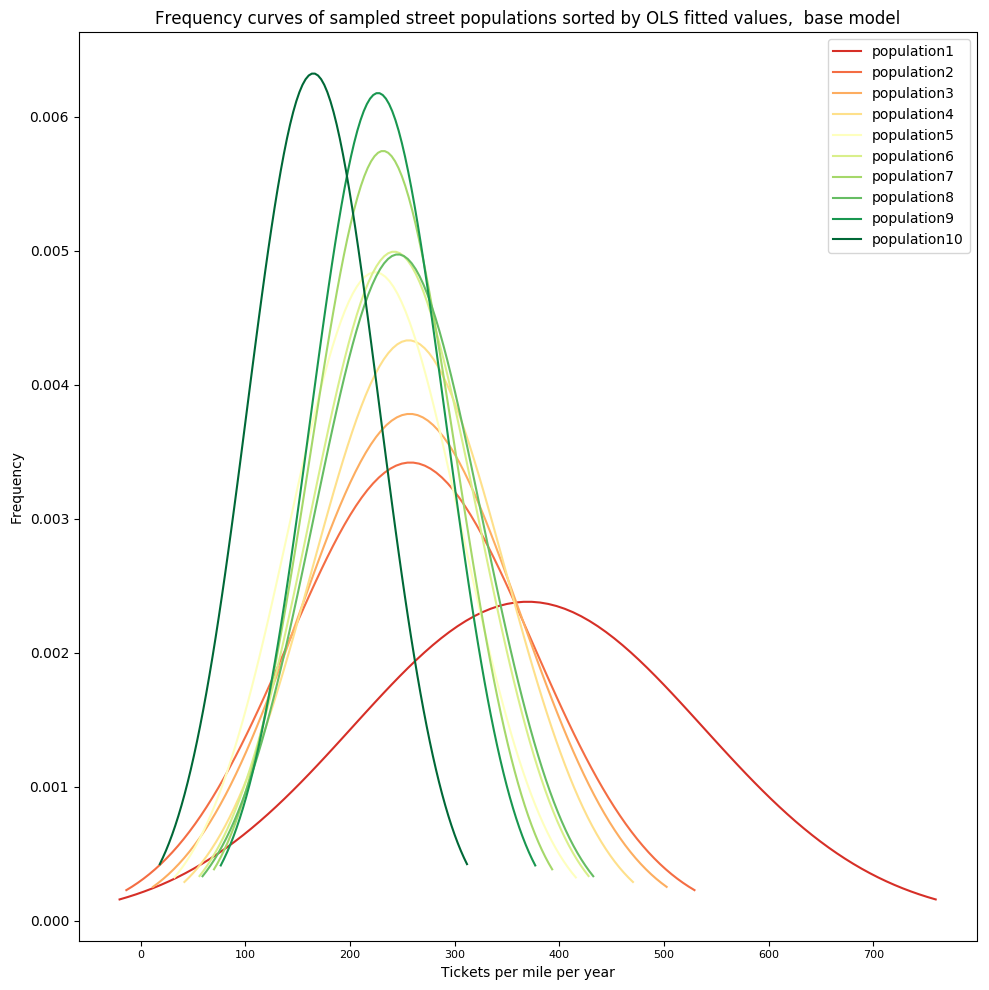 Frequency curves of sampled street populations sorted by OLS fitted values,  base model
population1
population2
population3
population4
population5
population6
population7
population8
population9
population10
0.006
0.005
0.004
0.003
0.002
0.001
0.000
Frequency
0 100 200 300 400 500 600 700
Tickets per mile per year